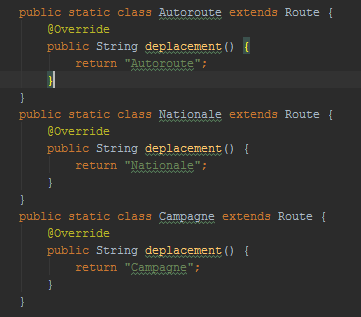 public static class Autoroute extends Route {
    @Override
    public String deplacement() {
        return "Autoroute";
    }
}
public static class Nationale extends Route {
    @Override
    public String deplacement() {
        return "Nationale";
    }
}
public static class Campagne extends Route {
    @Override
    public String deplacement() {
        return "Campagne";
    }
}